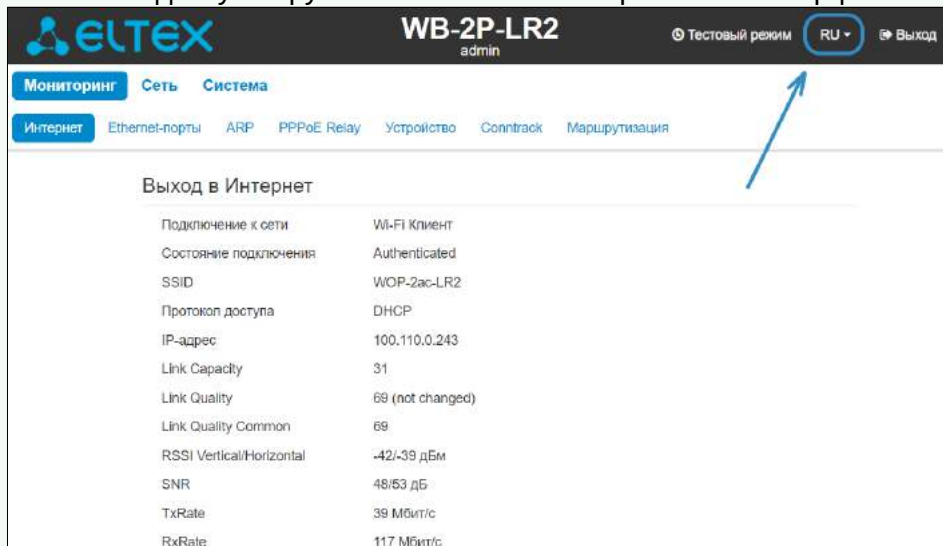 ELTEX
WB-2P-LR2
admin
Тестовый режим
RU
Выход
Мониторинг Сеть Система
Интернет Ethernet-порты ARP PPPoE Relay Устройство Conntrack Маршрутизация
Выход в Интернет
Подключение к сети Wi-Fi Клиент
Состояние подключения Authenticated
SSID WOP-2ac-LR2
Протокол доступа DHCP
IP-адрес 100.110.0.243
Link Capacity 31
Link Quality 69 (not changed)
Link Quality Common 69
RSSI Vertical/Horizontal -42/-39 дБм
SNR 48/53 дБ
TxRate 39 Мбит/с
RxRate 117 Мбит/с